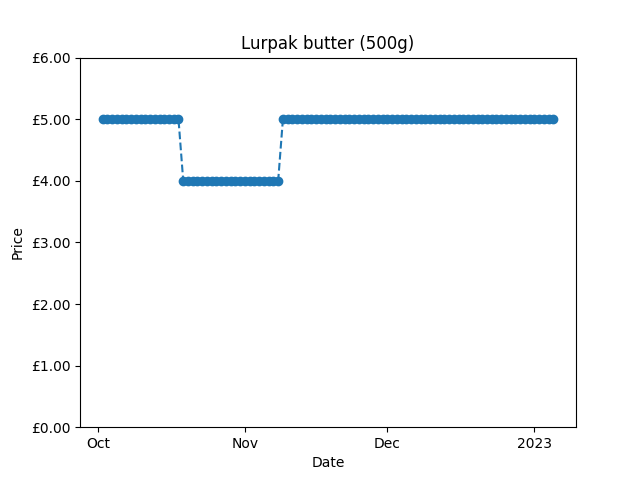 Lurpak butter (500g)
£6.00
£5.00
£4.00
£3.00
£2.00
£1.00
£0.00
Price
Oct Nov Dec 2023
Date